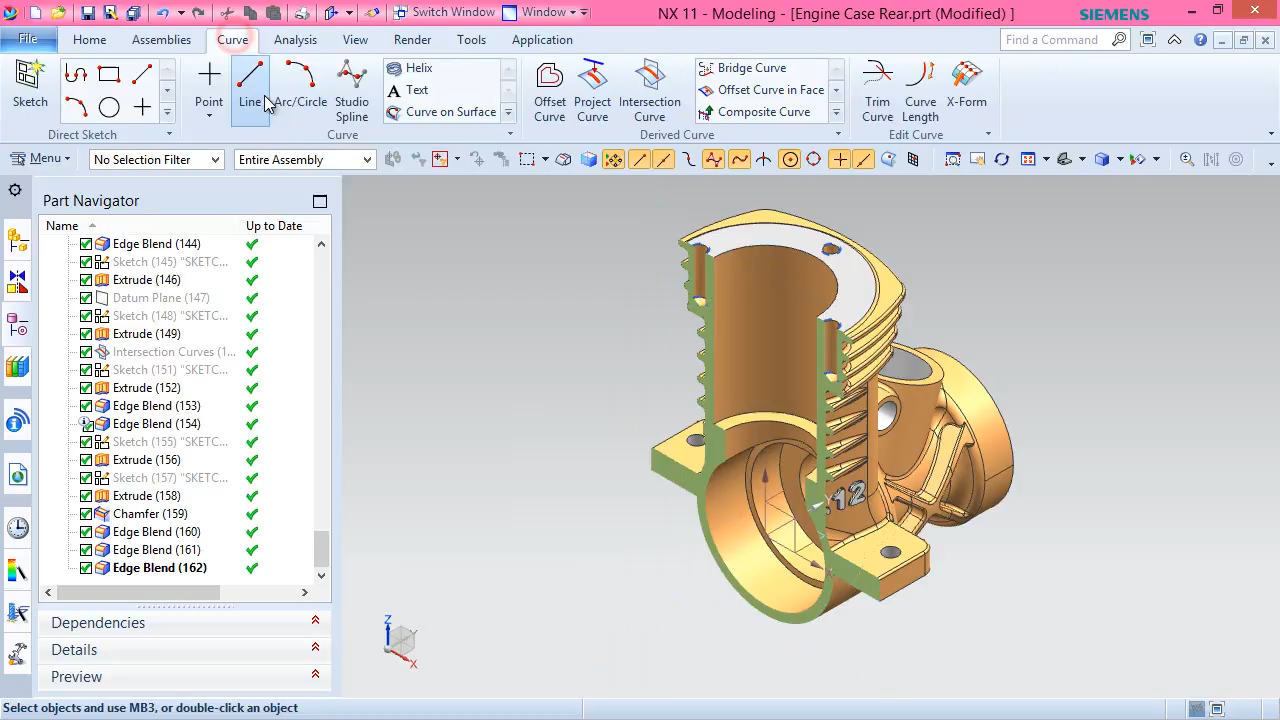 Switch Window Window NX 11 - Modeling - [Engine Case Rear.prt (Modified) ] SIEMENS
File Home Assemblies Curve Analysis View Render Tools Application Find a Command
Sketch Point Line Arc/Circle Studio Spline Helix Text Curve on Surface Offset Curve Project Curve Intersection Curve Bridge Curve Offset Curve in Face Composite Curve Trim Curve Curve Length X-Form
Direct Sketch Curve Derived Curve Edit Curve
Menu No Selection Filter Entire Assembly
Part Navigator
Name Up to Date
Edge Blend (144)
Sketch (145) "SKETC...
Extrude (146)
Datum Plane (147)
Sketch (148) "SKETC...
Extrude (149)
Intersection Curves (1...
Sketch (151) "SKETC...
Extrude (152)
Edge Blend (153)
Edge Blend (154)
Sketch (155) "SKETC...
Extrude (156)
Sketch (157) "SKETC...
Extrude (158)
Chamfer (159)
Edge Blend (160)
Edge Blend (161)
Edge Blend (162)
Dependencies
Details
Preview
12
Z
Y
X
Select objects and use MB3, or double-click an object